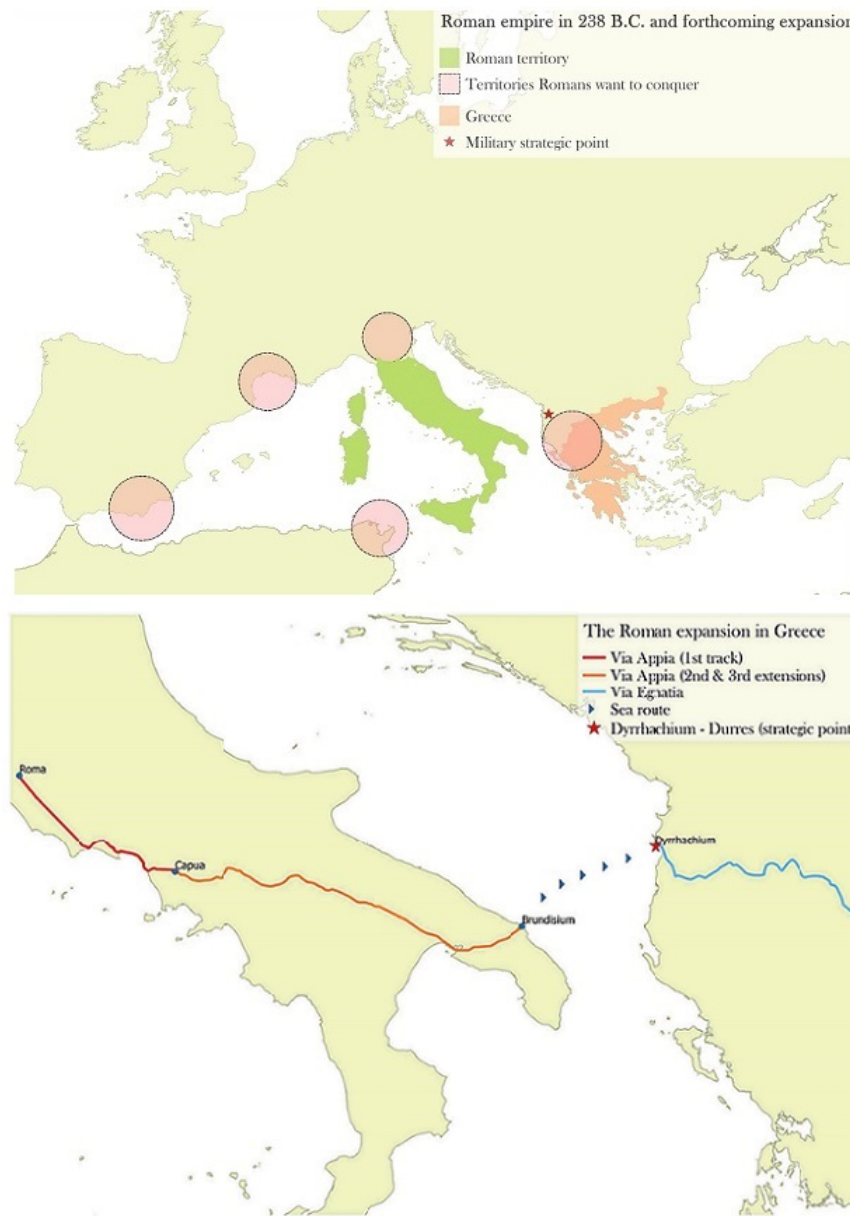 Roman empire in 238 B.C. and forthcoming expansion
Roman territory
Territories Romans want to conquer
Greece
Military strategic point
The Roman expansion in Greece
Via Appia (1st track)
Via Appia (2nd & 3rd extensions)
Via Egnatia
Sea route
Dyrrhachium - Durres (strategic point
Roma
Dyrrhachium
Capua
Brundisium